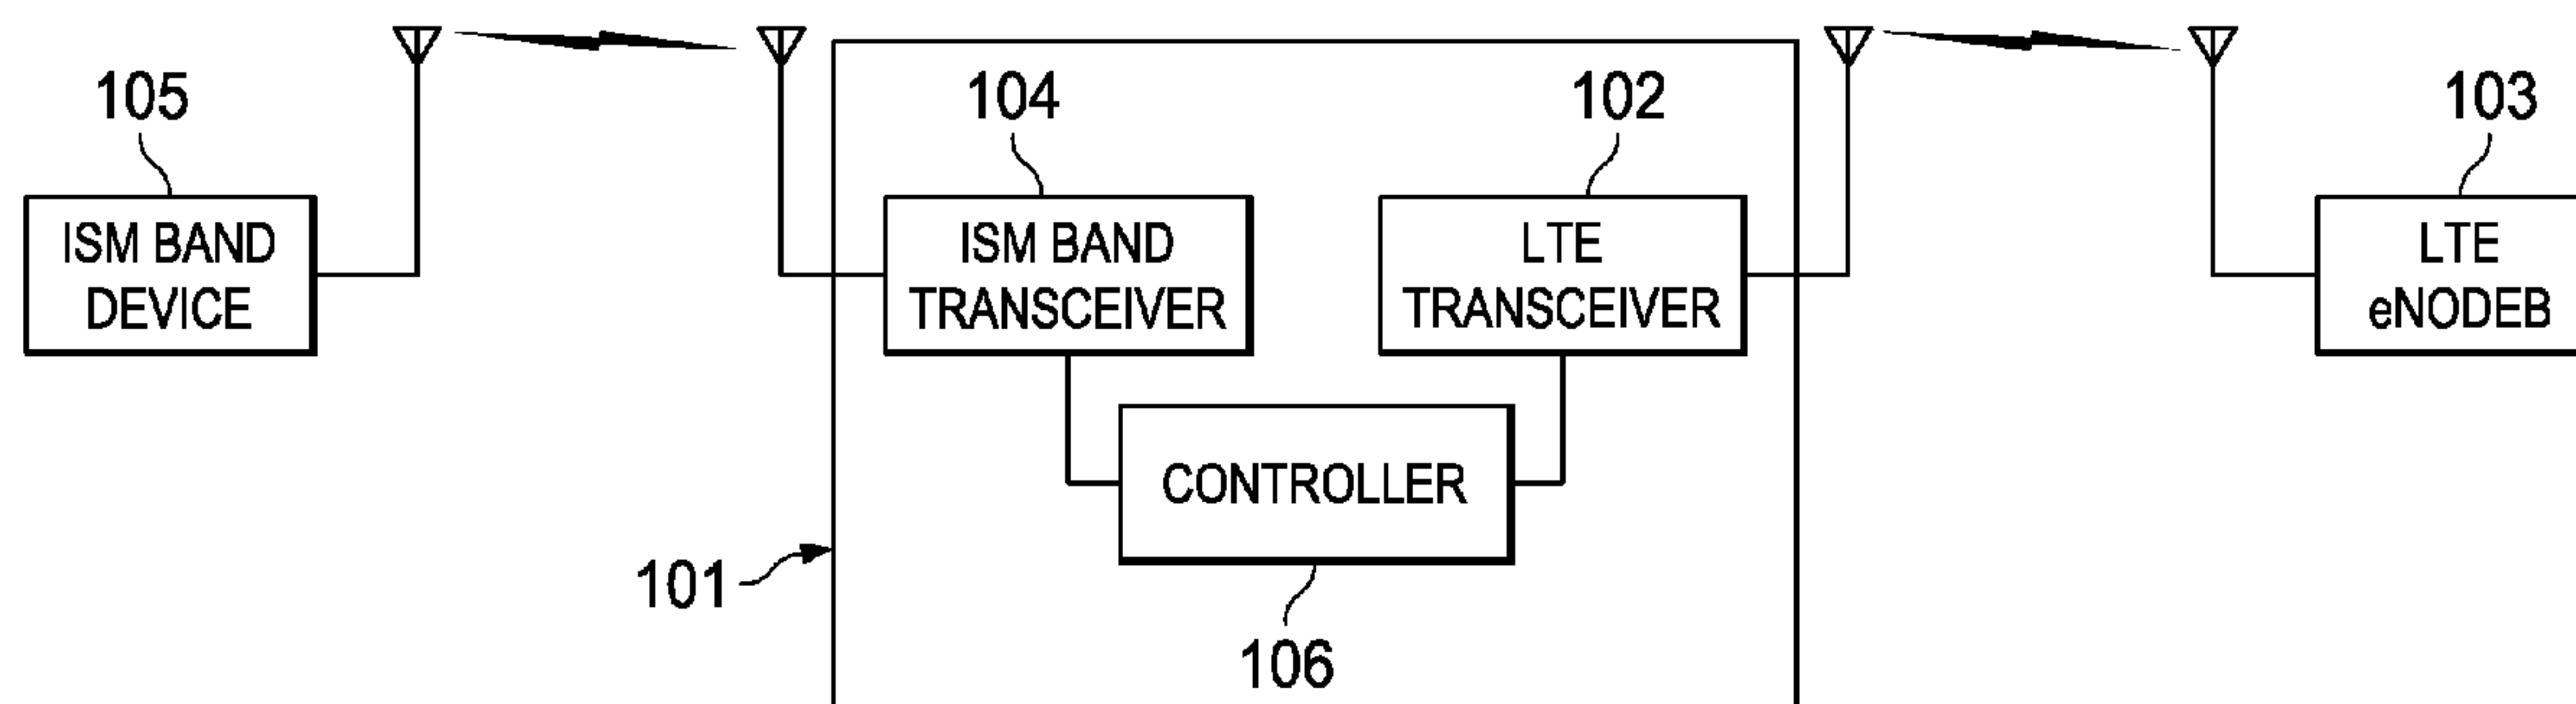 105
104
102
103
ISM BAND
DEVICE
ISM BAND
TRANSCEIVER
LTE
TRANSCEIVER
LTE
eNODEB
CONTROLLER
101
106